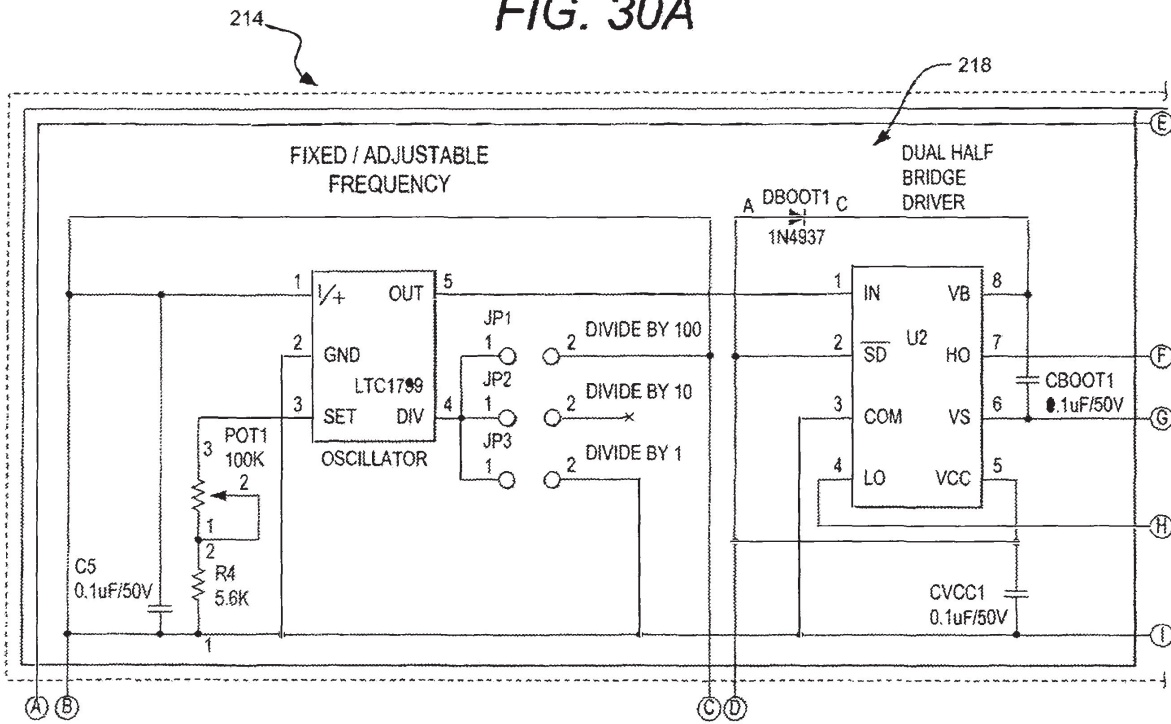 FIG. 30A
214
218
E
FIXED / ADJUSTABLE
FREQUENCY
DUAL HALF
BRIDGE
DRIVER
A DBOOT1 C
1N4937
1 V+ OUT 5
1 IN VB 8
JP1
1 2 DIVIDE BY 100
2 GND
2 SD U2 HO 7
F
LTC1799
JP2
1 2 DIVIDE BY 10
CBOOT1
0.1uF/50V
3 SET DIV 4
3 COM VS 6
G
OSCILLATOR
POT1
100K
3
2
1
JP3
1 2 DIVIDE BY 1
4 LO VCC 5
H
2
R4
5.6K
1
C5
0.1uF/50V
CVCC1
0.1uF/50V
I
A B C D